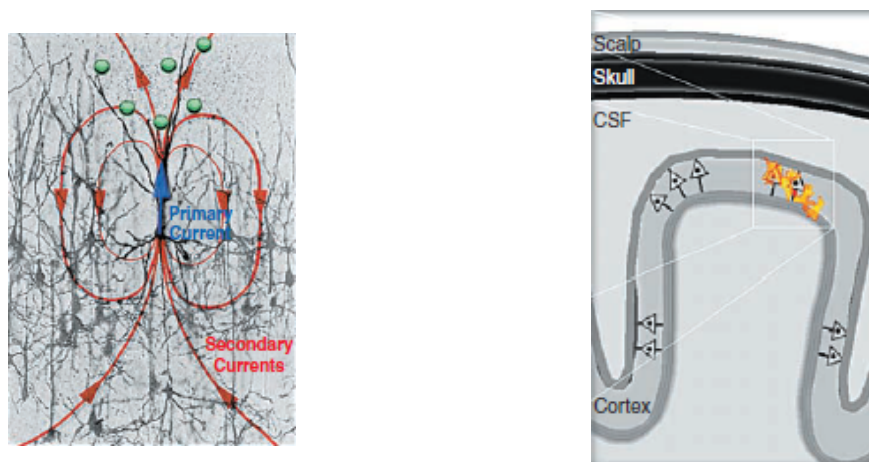 Primary
Current
Secondary
Currents
Scalp
Skull
CSF
Cortex